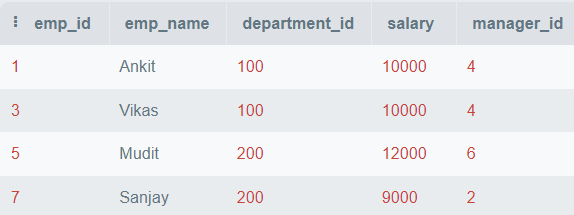 emp_id emp_name department_id salary manager_id
1 Ankit 100 10000 4
3 Vikas 100 10000 4
5 Mudit 200 12000 6
7 Sanjay 200 9000 2